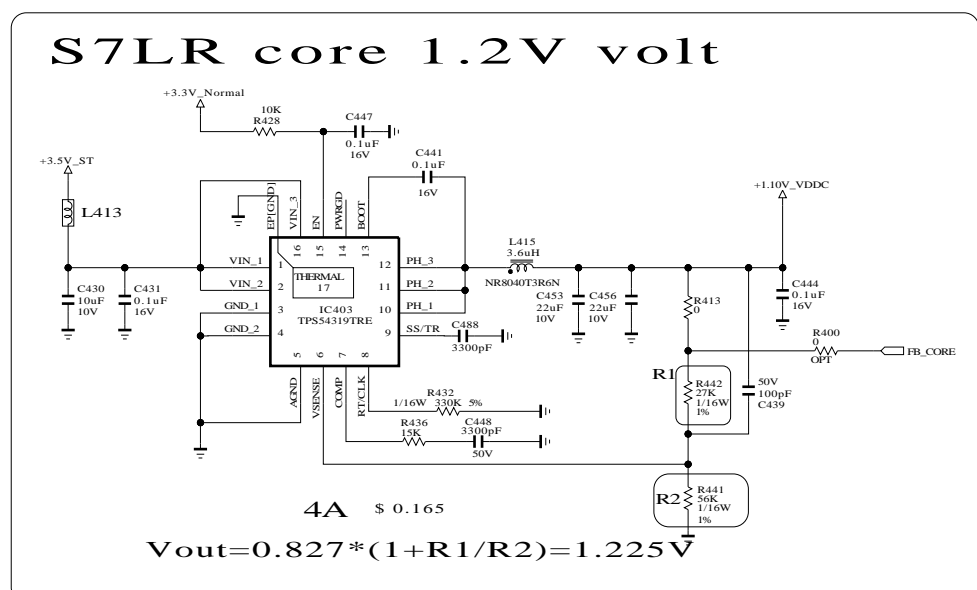 S7LR core 1.2V volt
+3.3V_Normal
10K
R428
C447
0.1uF
16V
C441
0.1uF
16V
+3.5V_ST
L413
+1.10V_VDDC
EP[GND]
VIN_3
EN
PWRGD
BOOT
16
15
14
13
VIN_1
1
VIN_2
2
GND_1
3
GND_2
4
THERMAL
17
IC403
TPS54319TRE
12
PH_3
11
PH_2
10
PH_1
9
SS/TR
5
6
7
8
AGND
VSENSE
COMP
RT/CLK
C430
10uF
10V
C431
0.1uF
16V
L415
3.6uH
NR8040T3R6N
C488
3300pF
C453
22uF
10V
C456
22uF
10V
R413
0
C444
0.1uF
16V
R400
0
OPT
FB_CORE
R1
R442
27K
1/16W
1%
50V
100pF
C439
R432
1/16W
330K
5%
R436
15K
C448
3300pF
50V
R2
R441
56K
1/16W
1%
4A
$ 0.165
Vout=0.827*(1+R1/R2)=1.225V